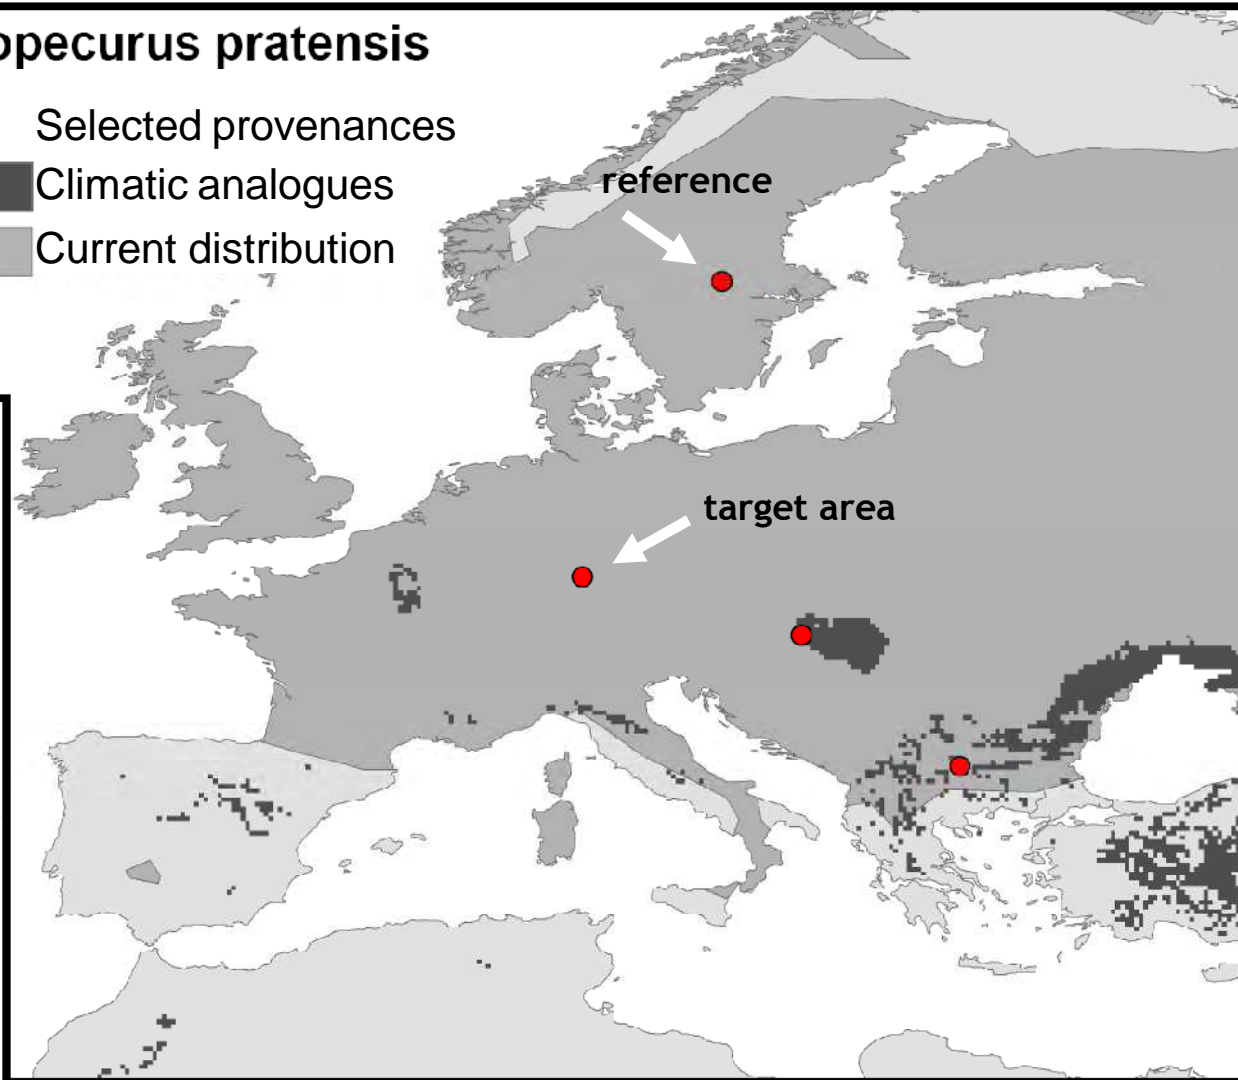 opecurus pratensis
Selected provenances
Climatic analogues
Current distribution
reference
target area